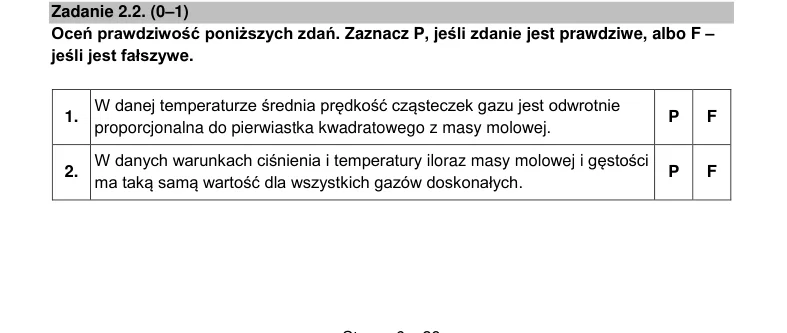 Zadanie 2.2. (0–1)
Oceń prawdziwość poniższych zdań. Zaznacz P, jeśli zdanie jest prawdziwe, albo F –
jeśli jest fałszywe.
1. W danej temperaturze średnia prędkość cząsteczek gazu jest odwrotnie P F
proporcjonalna do pierwiastka kwadratowego z masy molowej.
2. W danych warunkach ciśnienia i temperatury iloraz masy molowej i gęstości P F
ma taką samą wartość dla wszystkich gazów doskonałych.